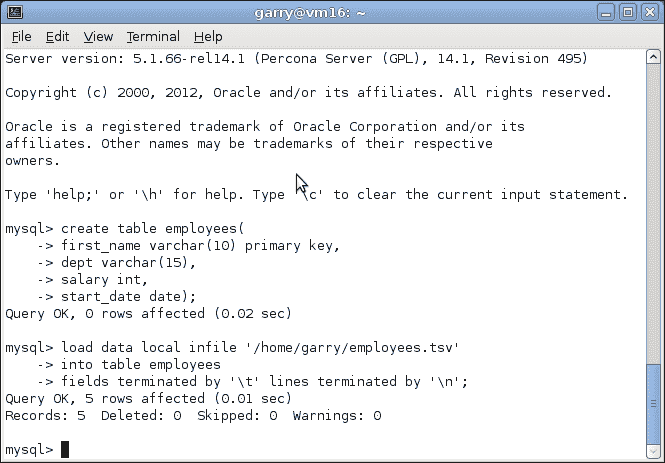 garry@vm16: ~
File Edit View Terminal Help
Server version: 5.1.66-rel14.1 (Percona Server (GPL), 14.1, Revision 495)
Copyright (c) 2000, 2012, Oracle and/or its affiliates. All rights reserved.
Oracle is a registered trademark of Oracle Corporation and/or its
affiliates. Other names may be trademarks of their respective
owners.
Type 'help;' or '\h' for help. Type '\c' to clear the current input statement.
mysql> create table employees(
    -> first_name varchar(10) primary key,
    -> dept varchar(15),
    -> salary int,
    -> start_date date);
Query OK, 0 rows affected (0.02 sec)
mysql> load data local infile '/home/garry/employees.tsv'
    -> into table employees
    -> fields terminated by '\t' lines terminated by '\n';
Query OK, 5 rows affected (0.01 sec)
Records: 5  Deleted: 0  Skipped: 0  Warnings: 0
mysql>